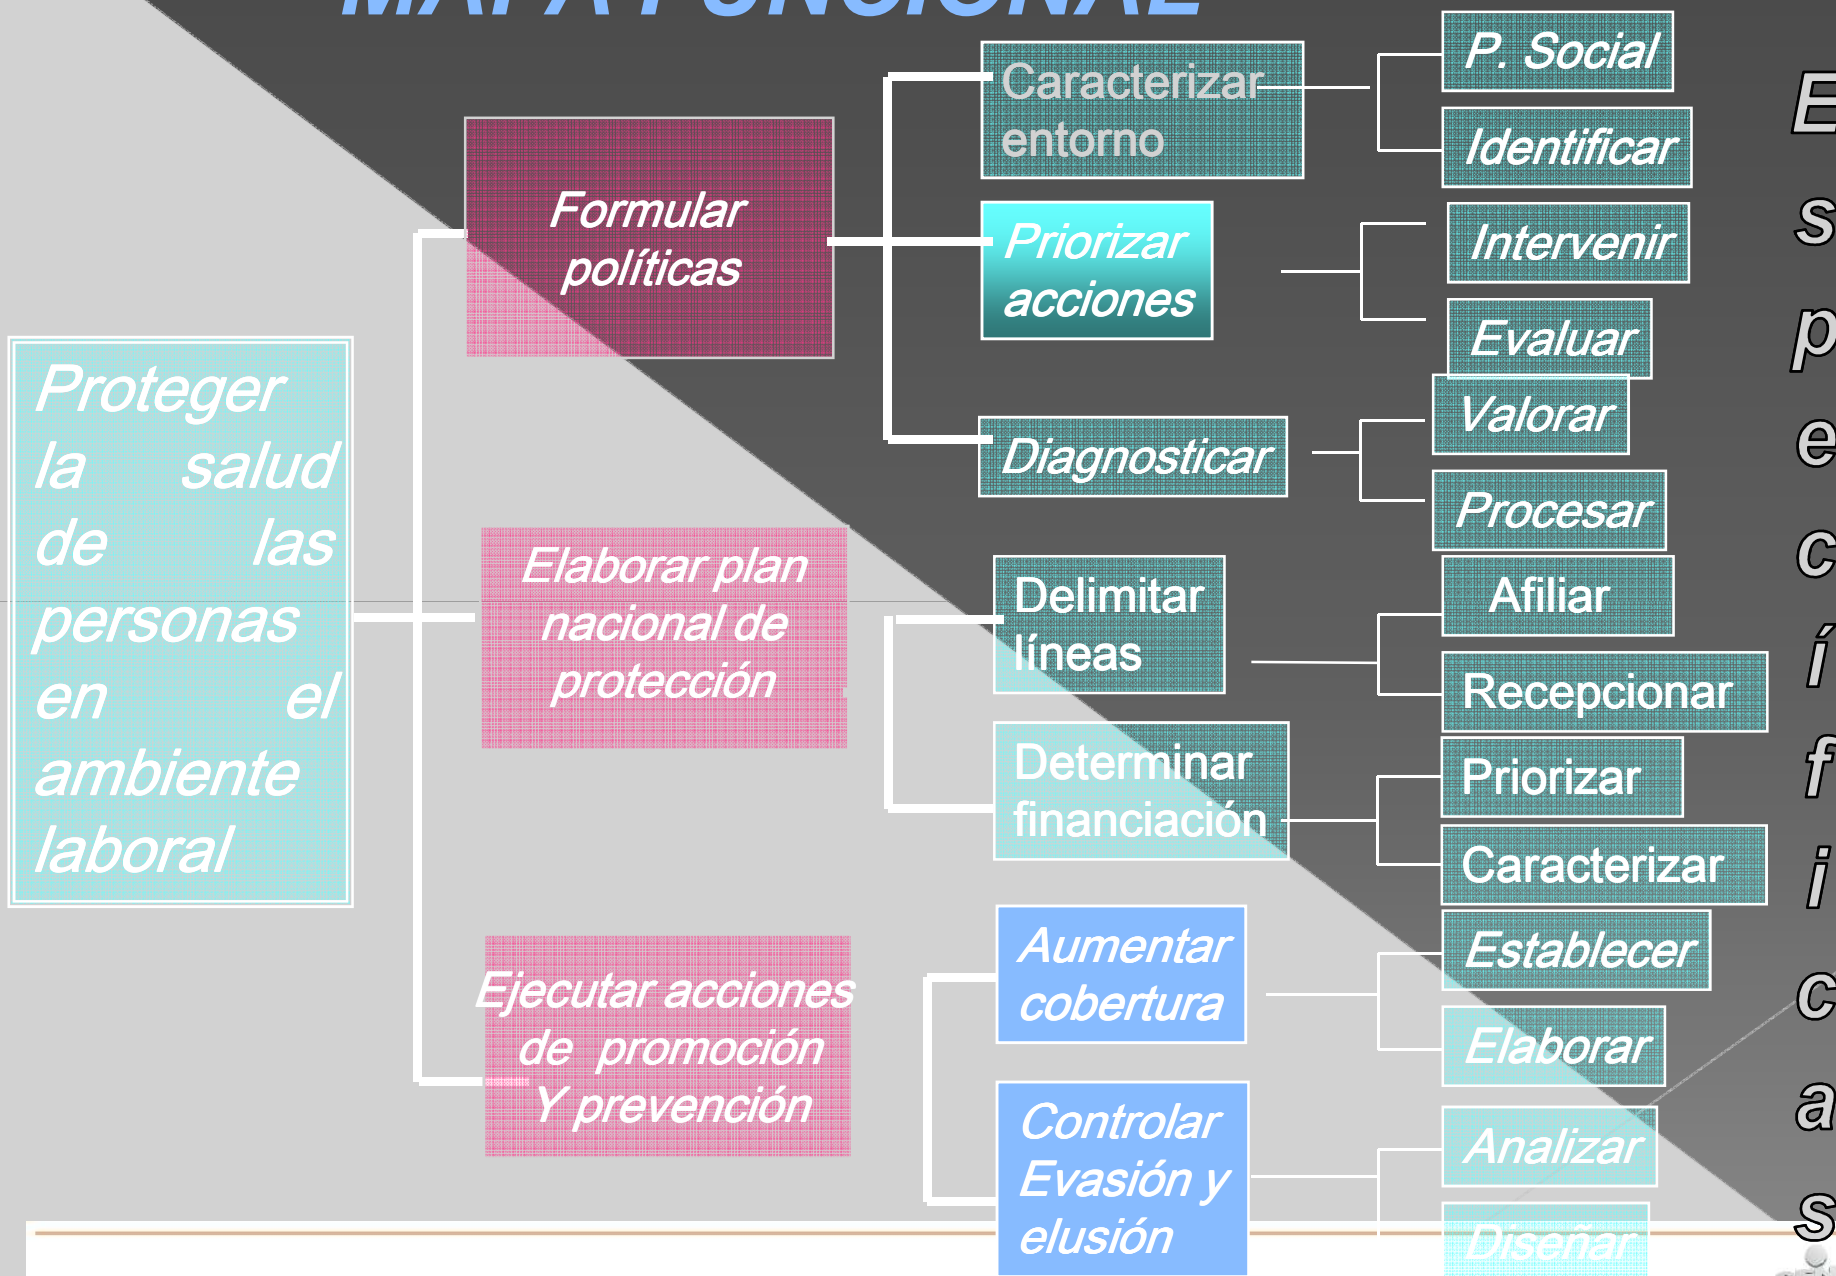 MAPA FUNCIONAL
Proteger
la salud
de las
personas
en el
ambiente
laboral
Formular
políticas
Elaborar plan
nacional de
protección
Ejecutar acciones
de promoción
Y prevención
Caracterizar
entorno
Priorizar
acciones
Diagnosticar
Delimitar
líneas
Determinar
financiación
Aumentar
cobertura
Controlar
Evasión y
elusión
P. Social
Identificar
Intervenir
Evaluar
Valorar
Procesar
Afiliar
Recepcionar
Priorizar
Caracterizar
Establecer
Elaborar
Analizar
Diseñar
E
s
p
e
c
í
f
i
c
a
s